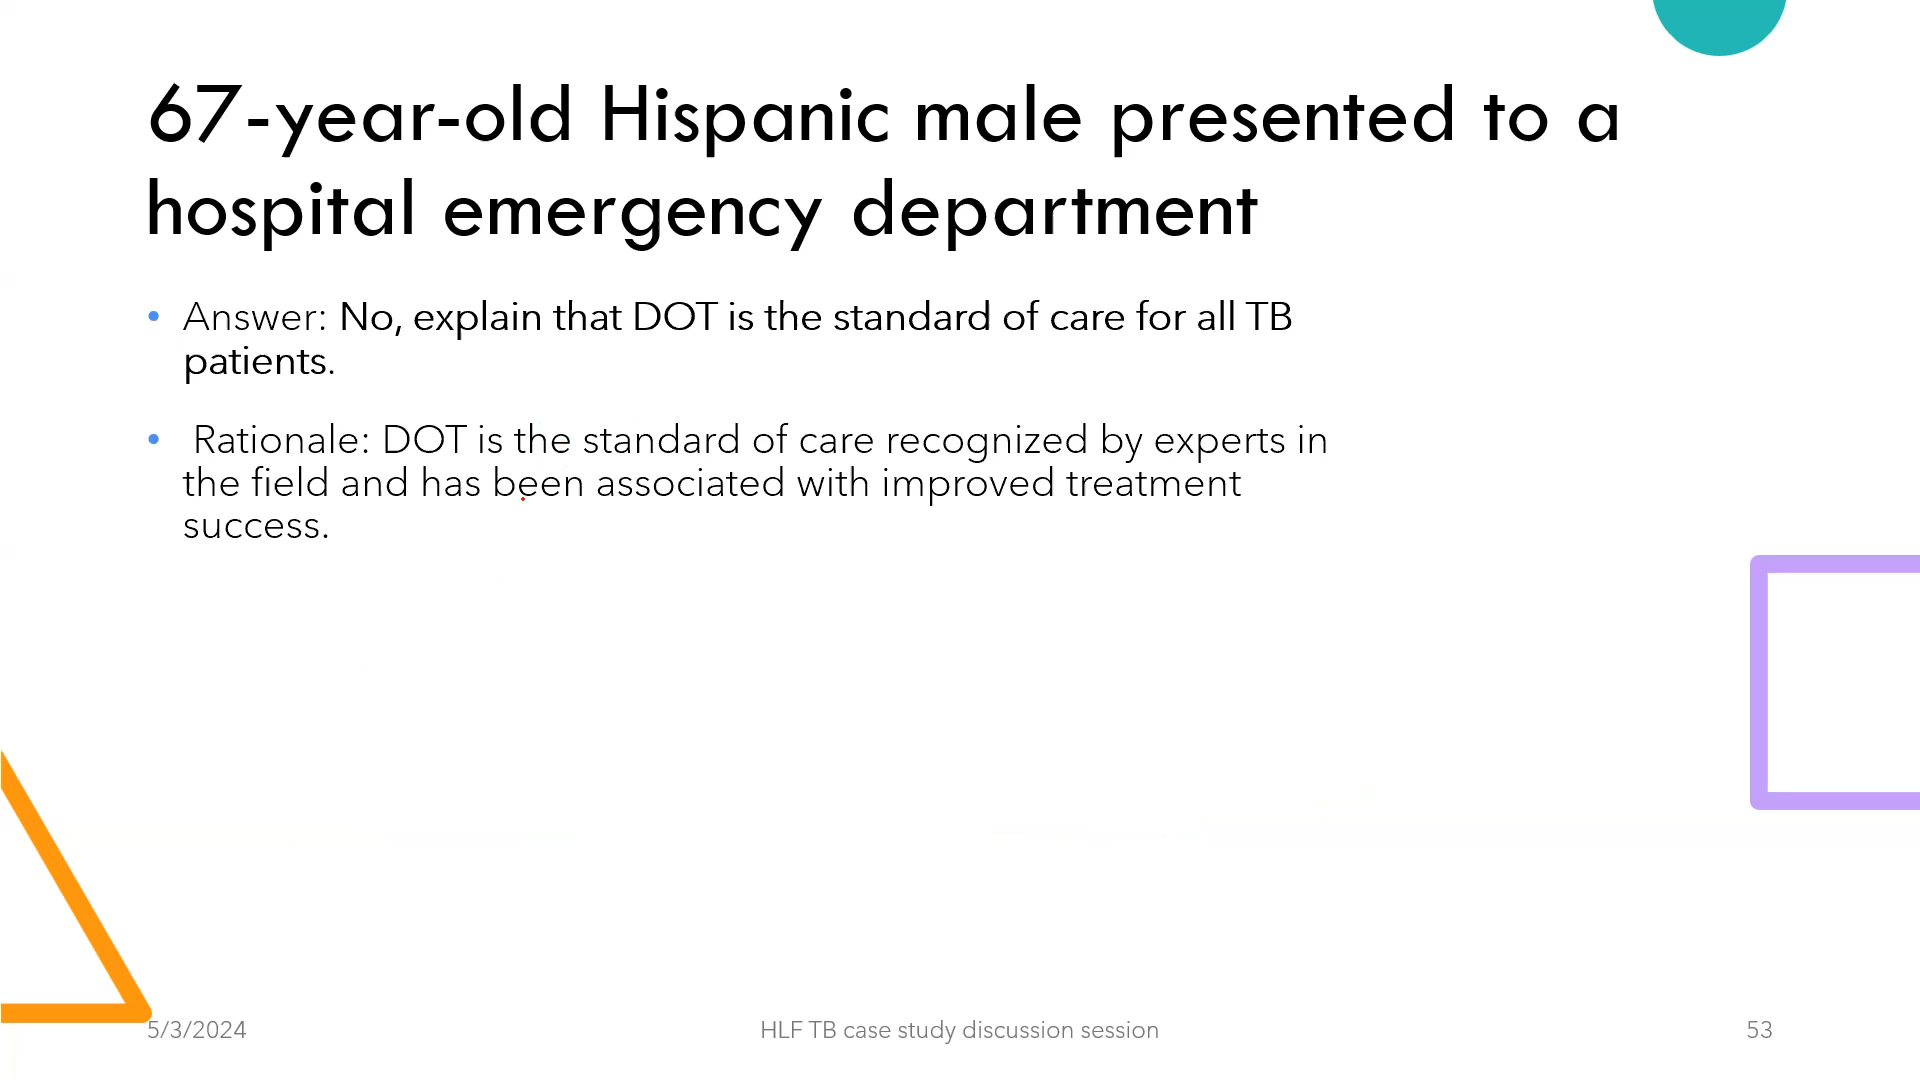 67-year-old Hispanic male presented to a
hospital emergency department
• Answer: No, explain that DOT is the standard of care for all TB
patients.
• Rationale: DOT is the standard of care recognized by experts in
the field and has been associated with improved treatment
success.
5/3/2024
HLF TB case study discussion session
53